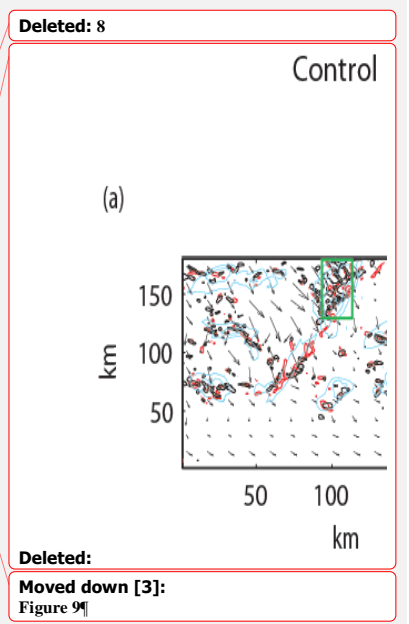 Deleted: 8
Control
(a)
150
100
50
km
50 100
km
Deleted:
Moved down [3]:
Figure 9¶